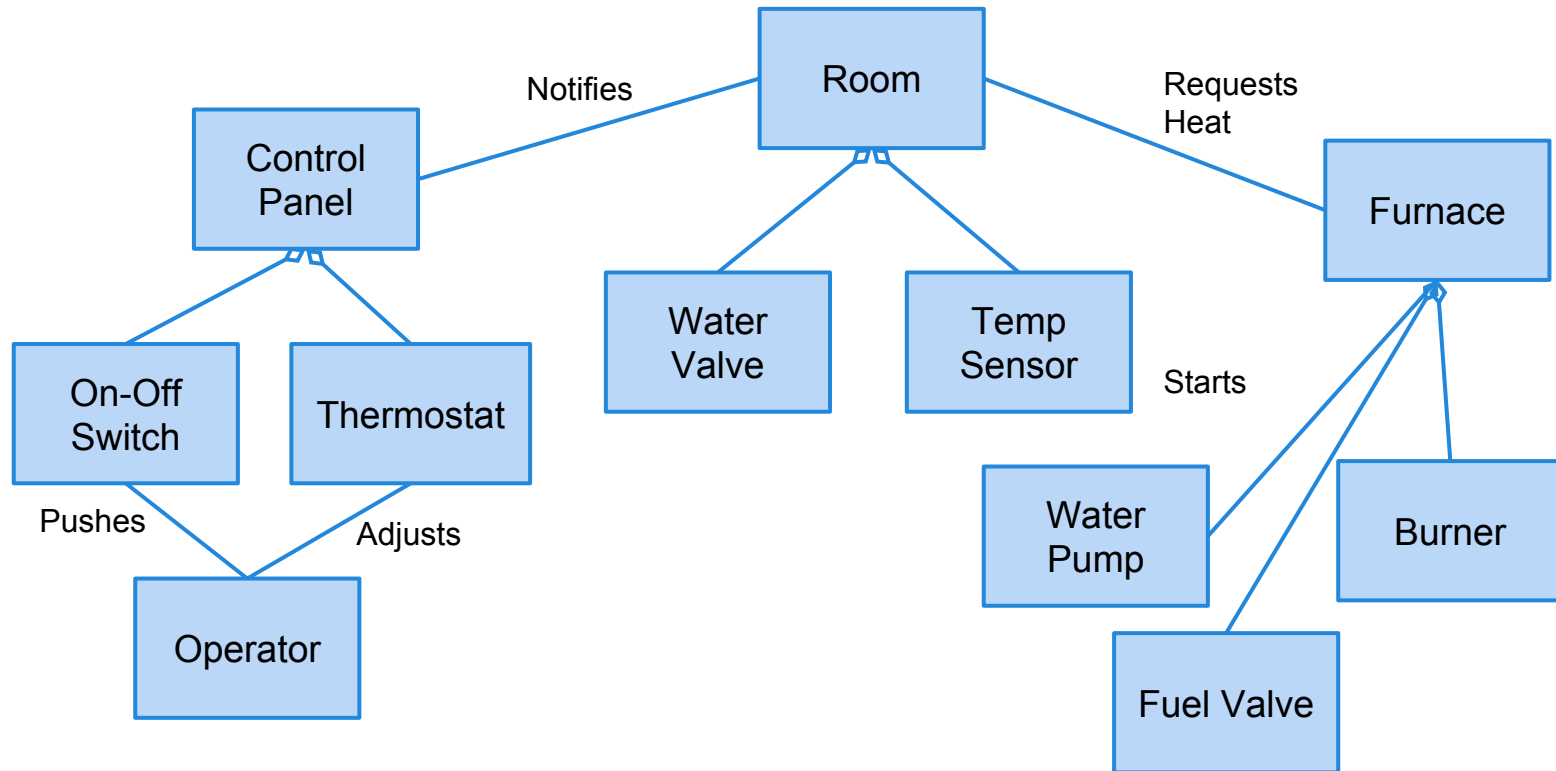 Room
Notifies
Requests
Heat
Control
Panel
Furnace
Water
Valve
Temp
Sensor
On-Off
Switch
Thermostat
Starts
Pushes
Adjusts
Water
Pump
Burner
Operator
Fuel Valve